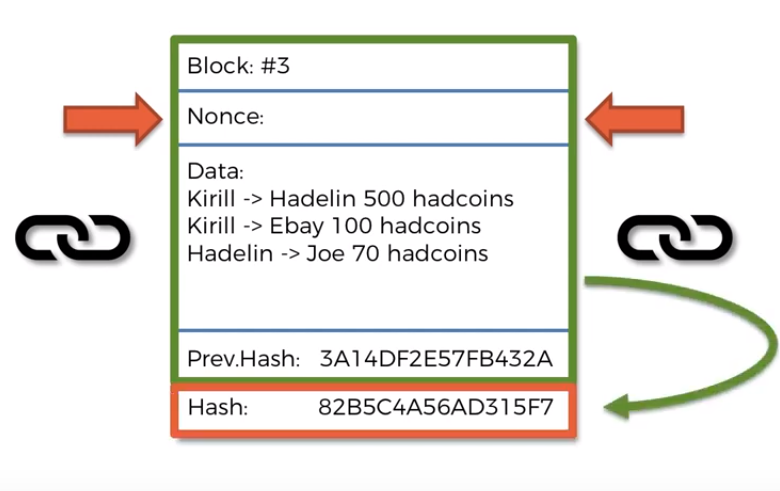 Block: #3
Nonce:
Data:
Kirill -> Hadelin 500 hadcoins
Kirill -> Ebay 100 hadcoins
Hadelin -> Joe 70 hadcoins
Prev.Hash: 3A14DF2E57FB432A
Hash: 82B5C4A56AD315F7